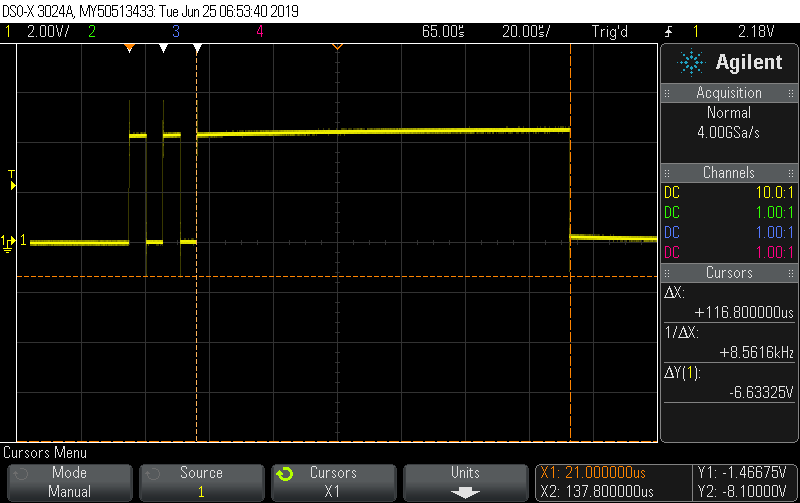 DSO-X 3024A, MY50513433: Tue Jun 25 06:53:40 2019
1 2.00V/ 2 3 4 65.00s 20.00s/ Trig'd 1 2.18V
Agilent
Acquisition
Normal
4.00GSa/s
Channels
DC 10.0:1
DC 1.00:1
DC 1.00:1
DC 1.00:1
Cursors
ΔX:
+116.800000us
1/ΔX:
+8.5616kHz
ΔY(1):
-6.63325V
T
1 1
Cursors Menu
Mode
Manual
Source
1
Cursors
X1
Units
X1: 21.000000us
X2: 137.800000us
Y1: -1.46675V
Y2: -8.10000V